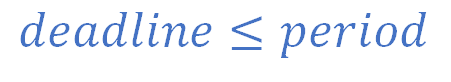 deadline ≤ period